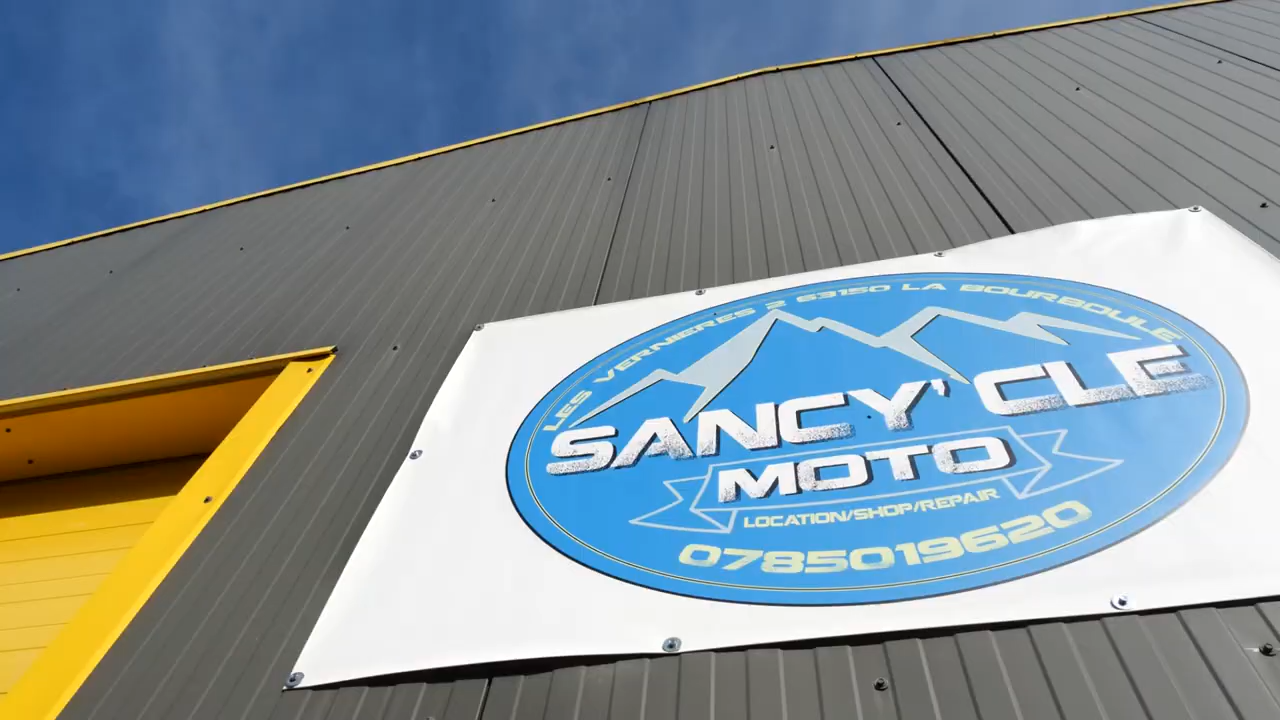 LES VERNIERES 2 63150 LA BOURBOULE
SANCY'CLE
MOTO
LOCATION/SHOP/REPAIR
0785019620